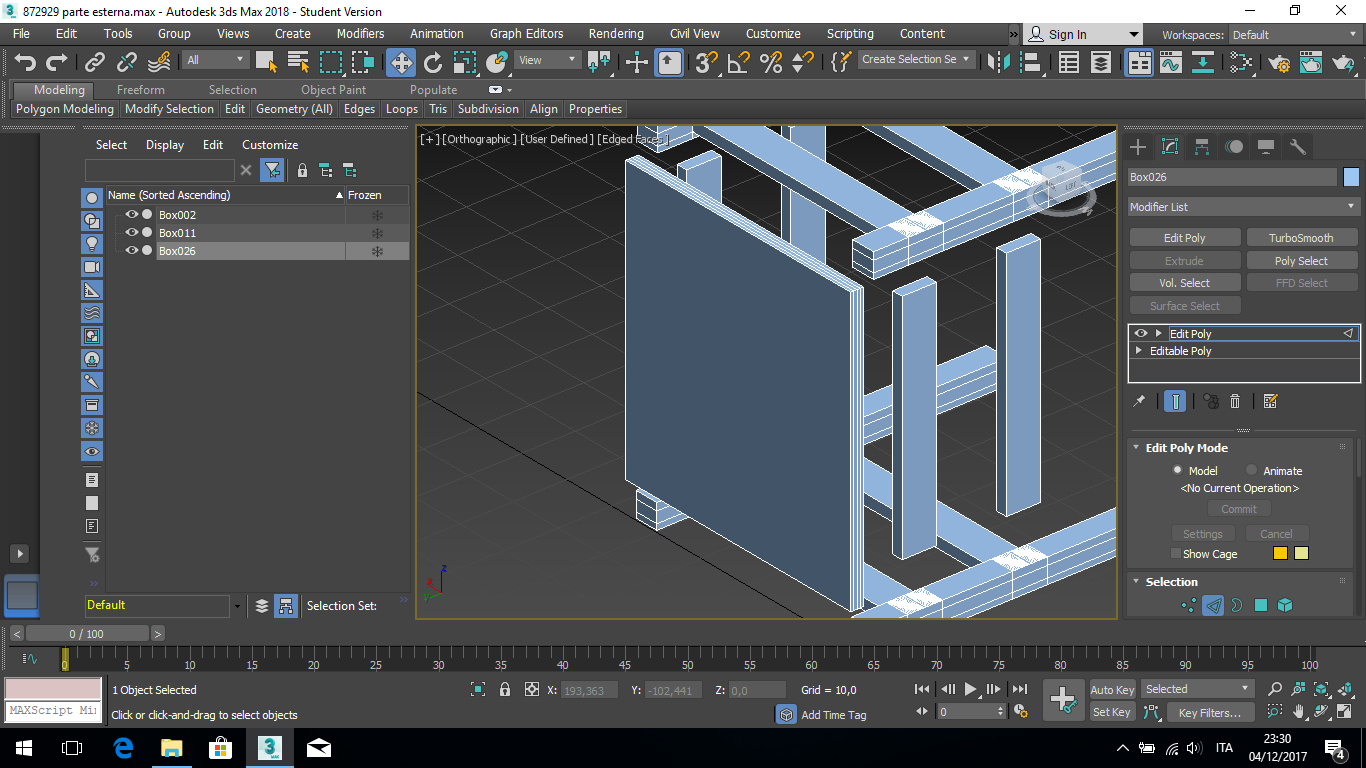 872929 parte esterna.max - Autodesk 3ds Max 2018 - Student Version
File Edit Tools Group Views Create Modifiers Animation Graph Editors Rendering Civil View Customize Scripting Content » Sign In Workspaces: Default
All View Create Selection Se
Modeling Freeform Selection Object Paint Populate
Polygon Modeling Modify Selection Edit Geometry (All) Edges Loops Tris Subdivision Align Properties
Select Display Edit Customize
Name (Sorted Ascending) Frozen
Box002
Box011
Box026
Default Selection Set:
[+] [Orthographic ] [User Defined ] [Edged Faces ]
LEFT
z
x
y
Box026
Modifier List
Edit Poly TurboSmooth
Extrude Poly Select
Vol. Select FFD Select
Surface Select
Edit Poly
Editable Poly
Edit Poly Mode
Model Animate
<No Current Operation>
Commit
Settings Cancel
Show Cage
Selection
< 0 / 100 >
0 5 10 15 20 25 30 35 40 45 50 55 60 65 70 75 80 85 90 95 100
1 Object Selected X: 193,363 Y: -102,441 Z: 0,0 Grid = 10,0 Auto Key Selected
MAXScript Mi Click or click-and-drag to select objects Add Time Tag 0 Set Key Key Filters...
ITA
23:30
04/12/2017
4